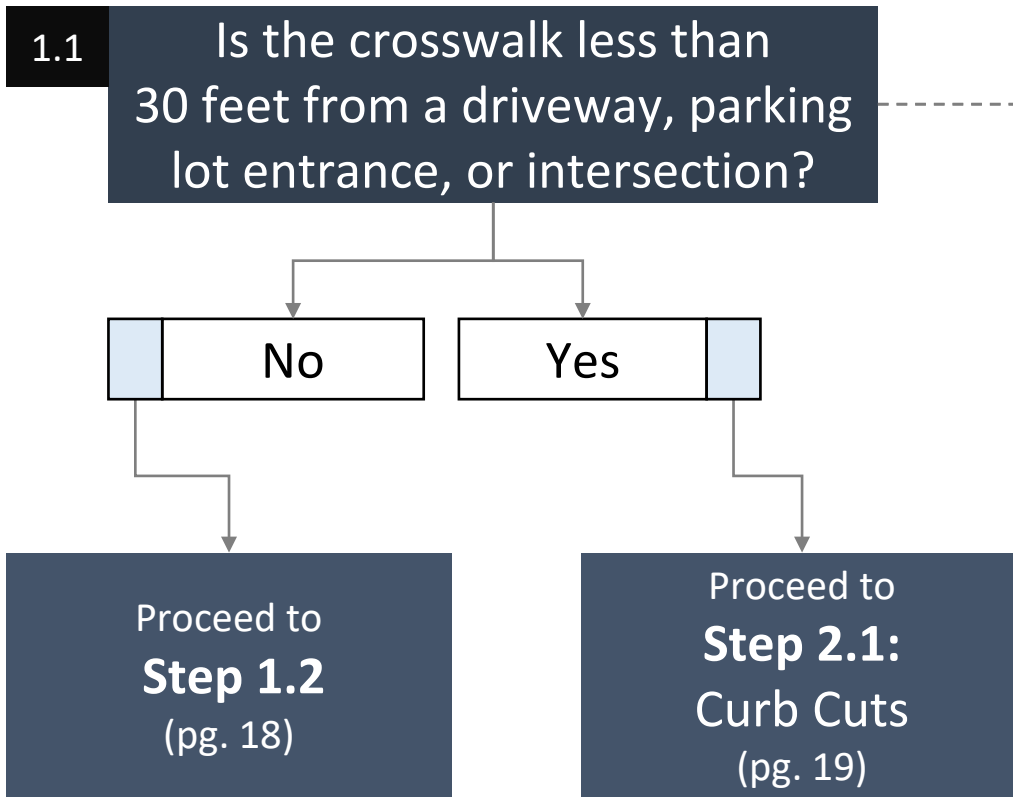 1.1
Is the crosswalk less than
30 feet from a driveway, parking
lot entrance, or intersection?
No
Yes
Proceed to
Step 1.2
(pg. 18)
Proceed to
Step 2.1:
Curb Cuts
(pg. 19)